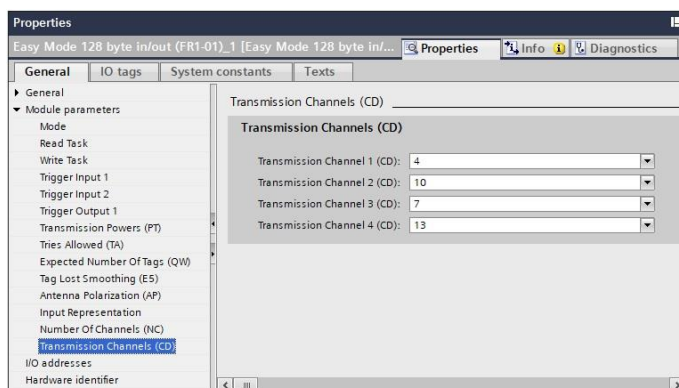 Properties
Easy Mode 128 byte in/out (FR1-01)_1 [Easy Mode 128 byte in/...
Properties
Info
Diagnostics
General
IO tags
System constants
Texts
General
Module parameters
Mode
Read Task
Write Task
Trigger Input 1
Trigger Input 2
Trigger Output 1
Transmission Powers (PT)
Tries Allowed (TA)
Expected Number Of Tags (QW)
Tag Lost Smoothing (E5)
Antenna Polarization (AP)
Input Representation
Number Of Channels (NC)
Transmission Channels (CD)
I/O addresses
Hardware identifier
Transmission Channels (CD)
Transmission Channels (CD)
Transmission Channel 1 (CD): 4
Transmission Channel 2 (CD): 10
Transmission Channel 3 (CD): 7
Transmission Channel 4 (CD): 13